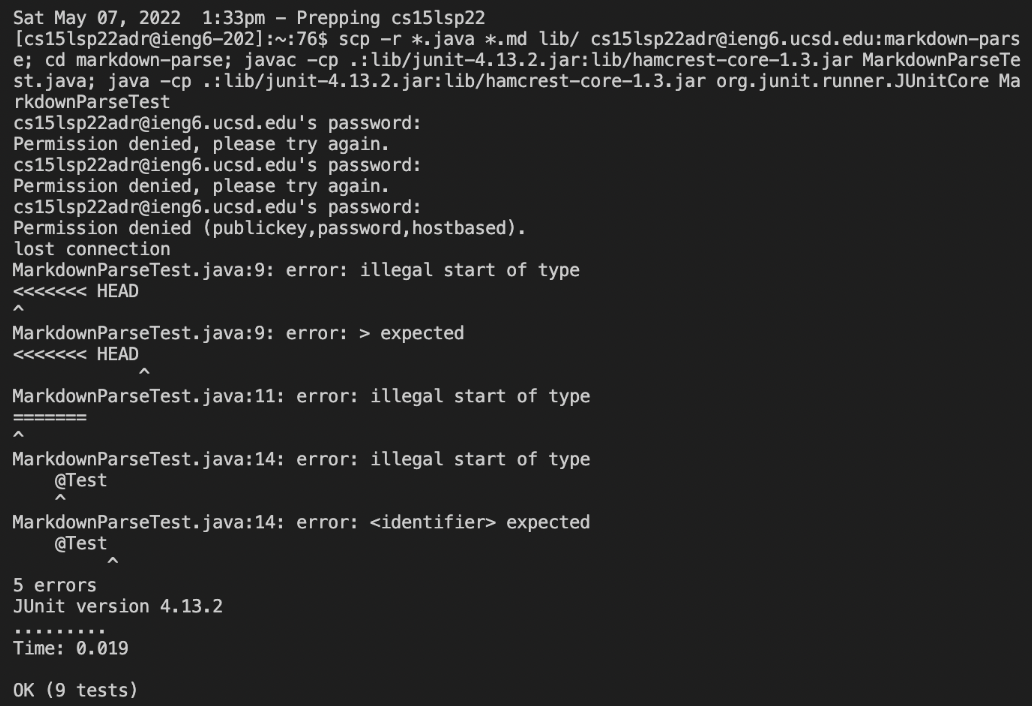 Sat May 07, 2022  1:33pm - Prepping cs15lsp22
[cs15lsp22adr@ieng6-202]:~:76$ scp -r *.java *.md lib/ cs15lsp22adr@ieng6.ucsd.edu:markdown-pars
e; cd markdown-parse; javac -cp .:lib/junit-4.13.2.jar:lib/hamcrest-core-1.3.jar MarkdownParseTe
st.java; java -cp .:lib/junit-4.13.2.jar:lib/hamcrest-core-1.3.jar org.junit.runner.JUnitCore Ma
rkdownParseTest
cs15lsp22adr@ieng6.ucsd.edu's password:
Permission denied, please try again.
cs15lsp22adr@ieng6.ucsd.edu's password:
Permission denied, please try again.
cs15lsp22adr@ieng6.ucsd.edu's password:
Permission denied (publickey,password,hostbased).
lost connection
MarkdownParseTest.java:9: error: illegal start of type
<<<<<<< HEAD
^
MarkdownParseTest.java:9: error: > expected
<<<<<<< HEAD
            ^
MarkdownParseTest.java:11: error: illegal start of type
=======
^
MarkdownParseTest.java:14: error: illegal start of type
    @Test
    ^
MarkdownParseTest.java:14: error: <identifier> expected
    @Test
         ^
5 errors
JUnit version 4.13.2
.........
Time: 0.019
OK (9 tests)